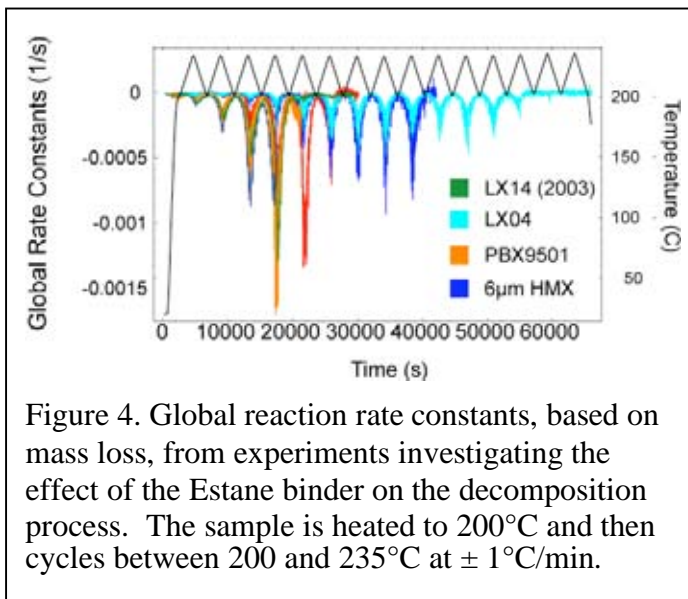 Global Rate Constants (1/s)
0
-0.0005
-0.001
-0.0015
200
150
100
50
Temperature (C)
LX14 (2003)
LX04
PBX9501
6μm HMX
0 10000 20000 30000 40000 50000 60000
Time (s)
Figure 4. Global reaction rate constants, based on
mass loss, from experiments investigating the
effect of the Estane binder on the decomposition
process. The sample is heated to 200°C and then
cycles between 200 and 235°C at ± 1°C/min.